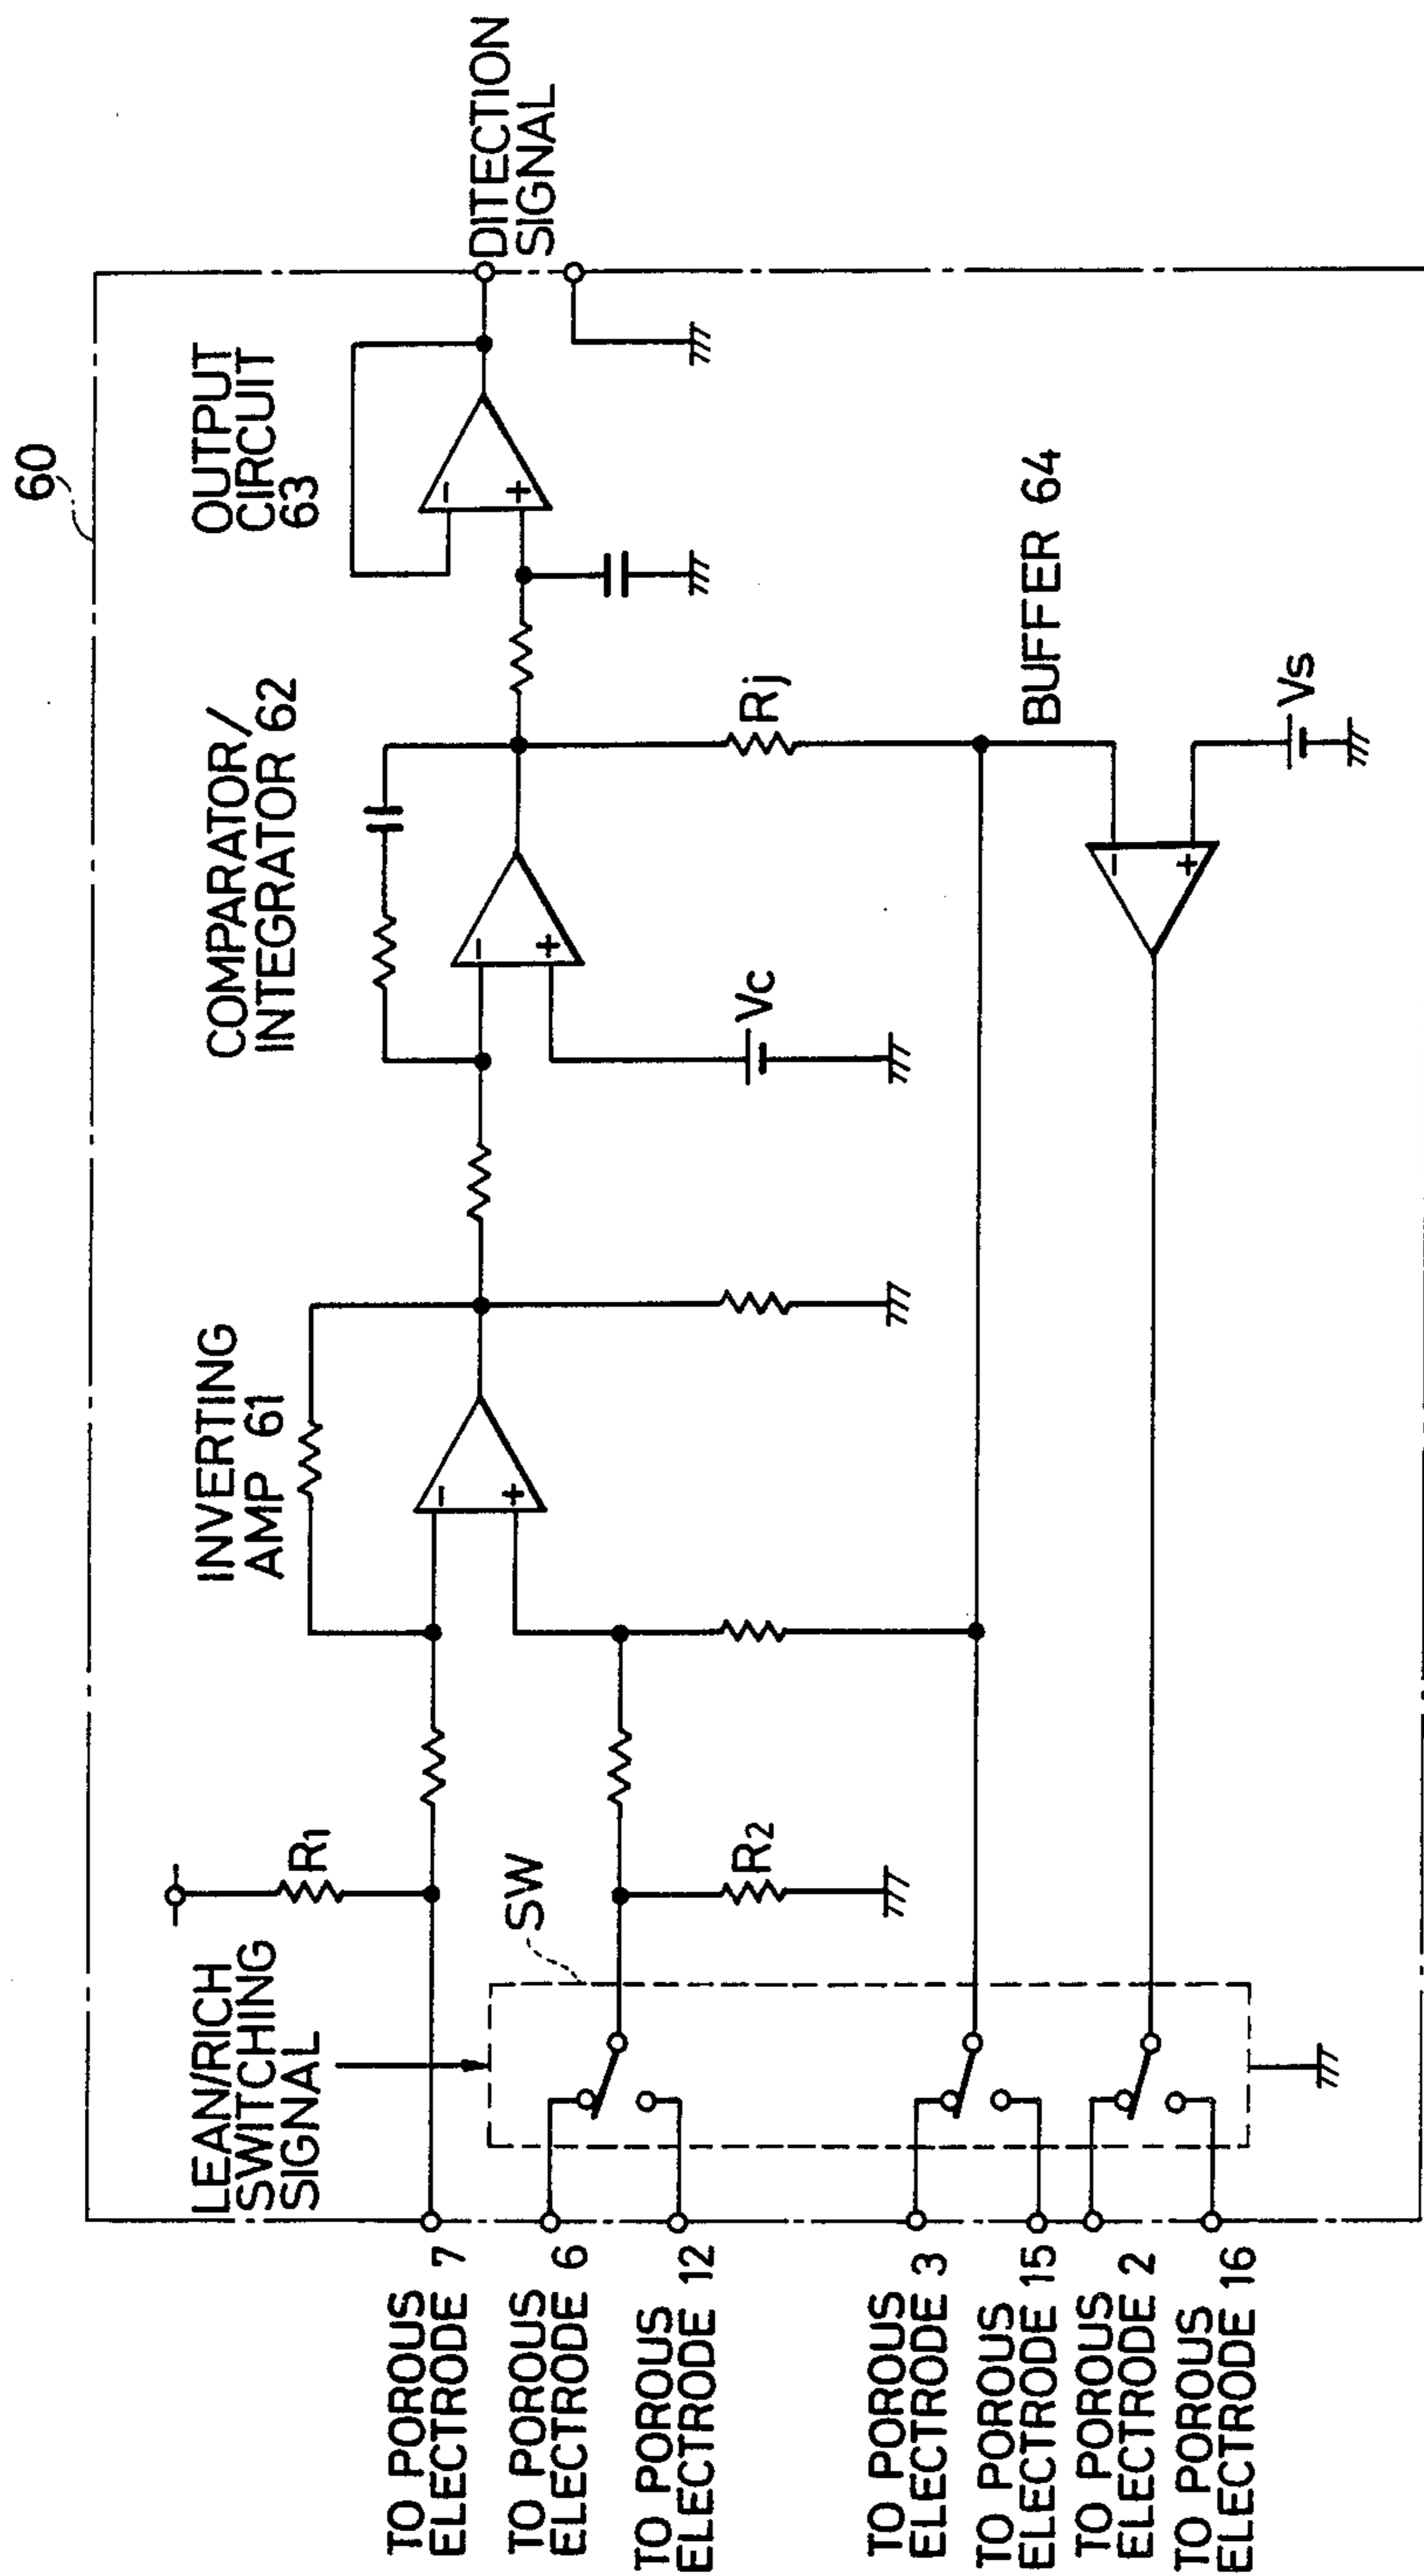 60
LEAN/RICH
SWITCHING
SIGNAL
R1
INVERTING
AMP 61
COMPARATOR/
INTEGRATOR 62
OUTPUT
CIRCUIT
63
DITECTION
SIGNAL
-
+
-
+
-
+
SW
R2
Vc
Rj
BUFFER 64
-
+
Vs
TO POROUS
ELECTRODE 7
TO POROUS
ELECTRODE 6
TO POROUS
ELECTRODE 12
TO POROUS
ELECTRODE 3
TO POROUS
ELECTRODE 15
TO POROUS
ELECTRODE 2
TO POROUS
ELECTRODE 16